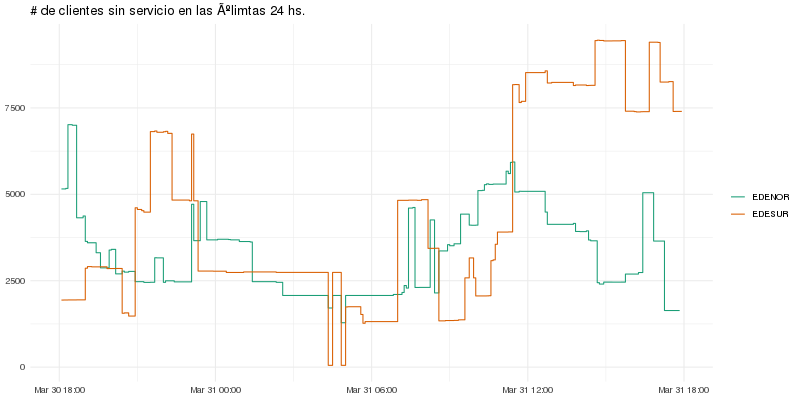 # de clientes sin servicio en las Ãºlimtas 24 hs.
7500
5000
2500
0
Mar 30 18:00
Mar 31 00:00
Mar 31 06:00
Mar 31 12:00
Mar 31 18:00
EDENOR
EDESUR